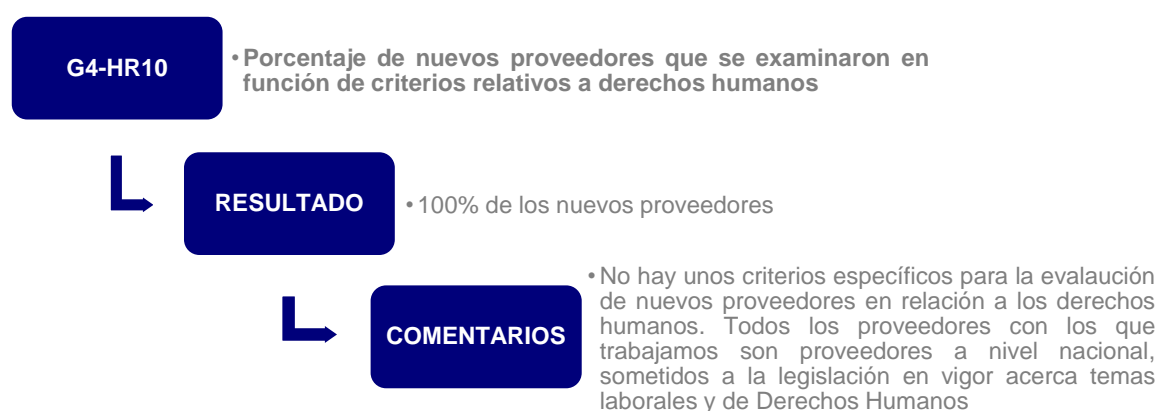 G4-HR10
• Porcentaje de nuevos proveedores que se examinaron en
función de criterios relativos a derechos humanos
RESULTADO
• 100% de los nuevos proveedores
COMENTARIOS
• No hay unos criterios específicos para la evalaución
de nuevos proveedores en relación a los derechos
humanos. Todos los proveedores con los que
trabajamos son proveedores a nivel nacional,
sometidos a la legislación en vigor acerca temas
laborales y de Derechos Humanos